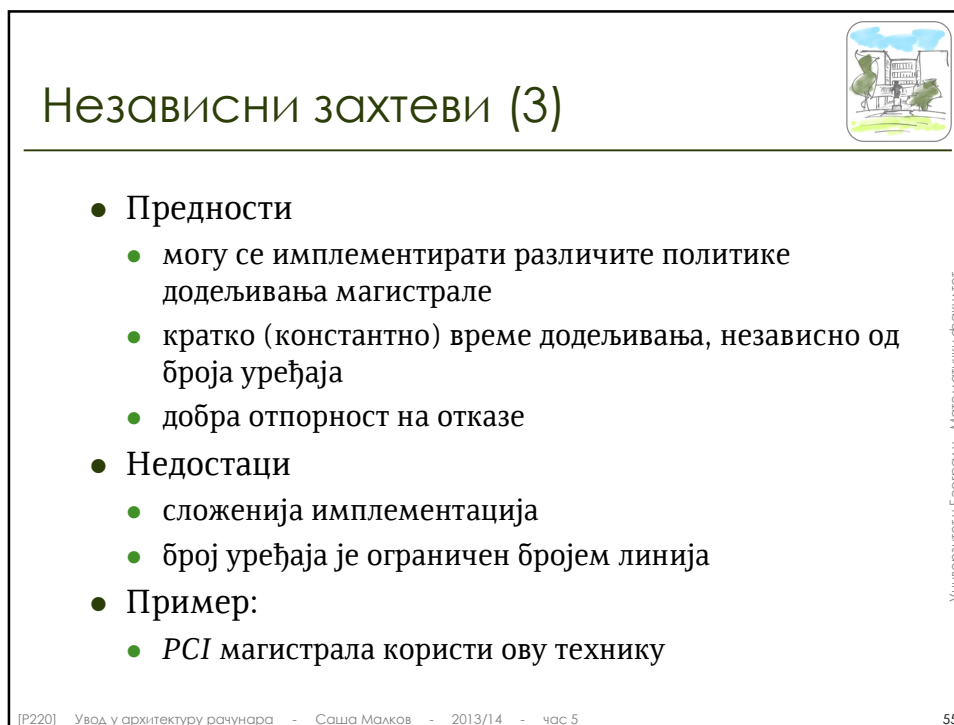 Независни захтеви (3)
Предности
могу се имплементирати различите политике
додељивања магистрале
кратко (константно) време додељивања, независно од
броја уређаја
добра отпорност на отказе
Недостаци
сложенија имплементација
број уређаја је ограничен бројем линија
Пример:
PCI магистрала користи ову технику
[P220] Увод у архитектуру рачунара - Саша Малков - 2013/14 - час 5
55